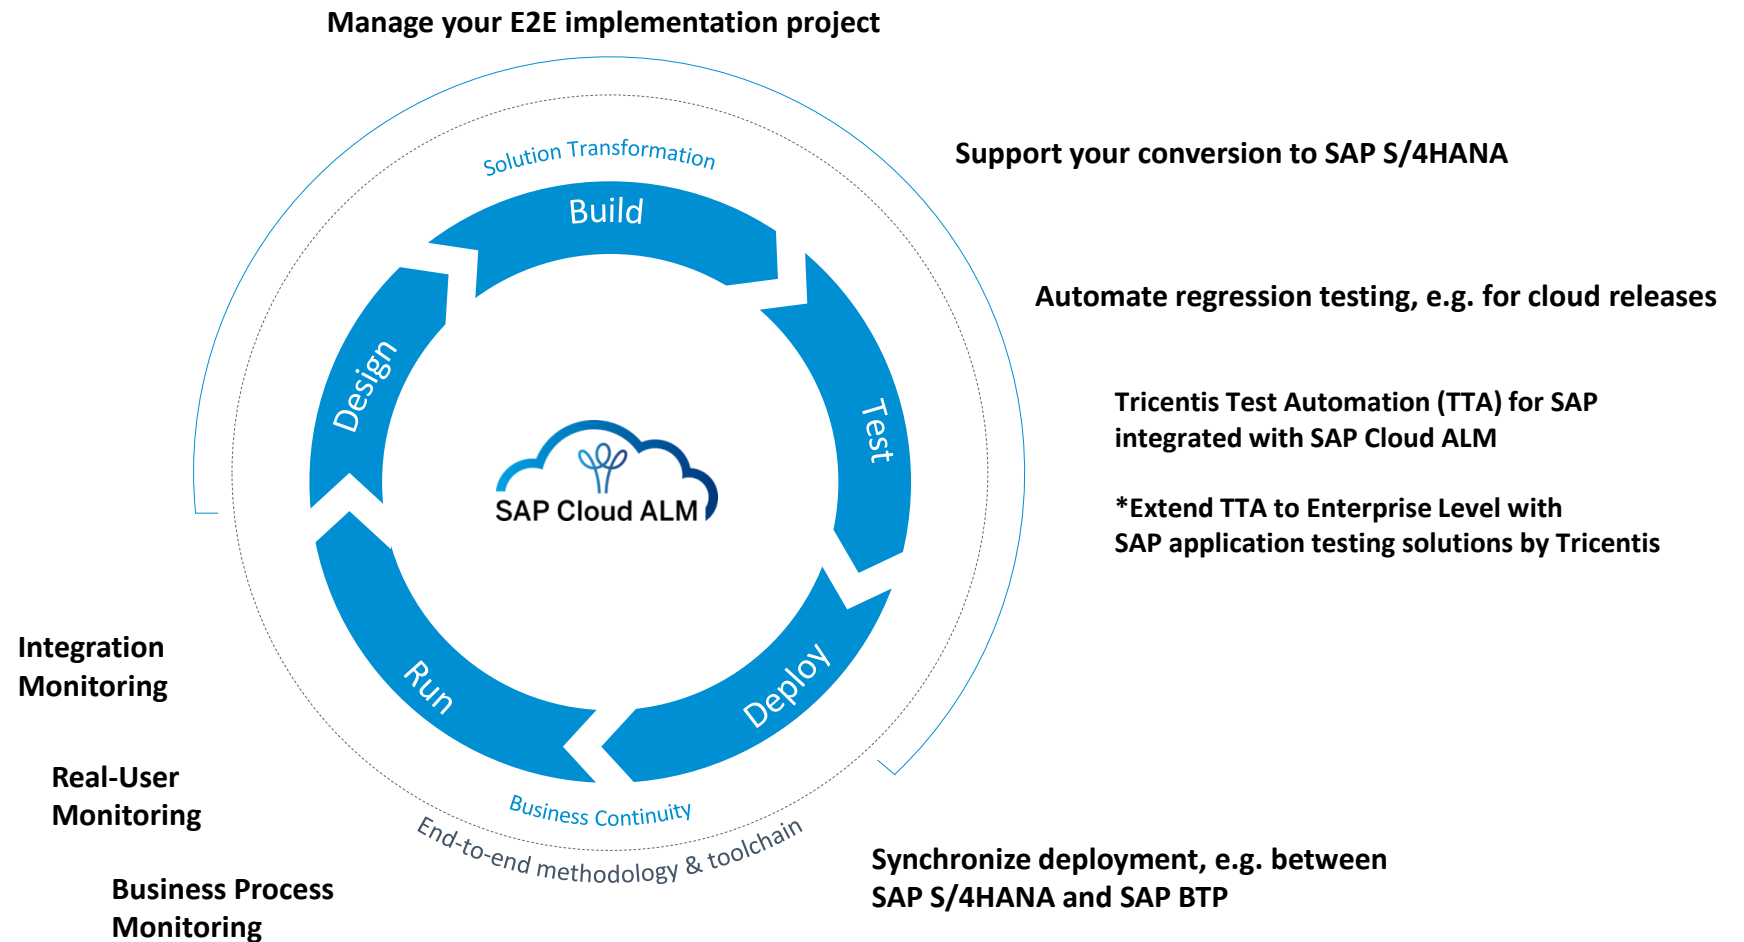 Manage your E2E implementation project
Solution Transformation
Support your conversion to SAP S/4HANA
Build
Automate regression testing, e.g. for cloud releases
Design
Test
Tricentis Test Automation (TTA) for SAP
integrated with SAP Cloud ALM
SAP Cloud ALM
*Extend TTA to Enterprise Level with
SAP application testing solutions by Tricentis
Integration
Monitoring
Run
Deploy
Real-User
Monitoring
Business Continuity
End-to-end methodology & toolchain
Synchronize deployment, e.g. between
SAP S/4HANA and SAP BTP
Business Process
Monitoring